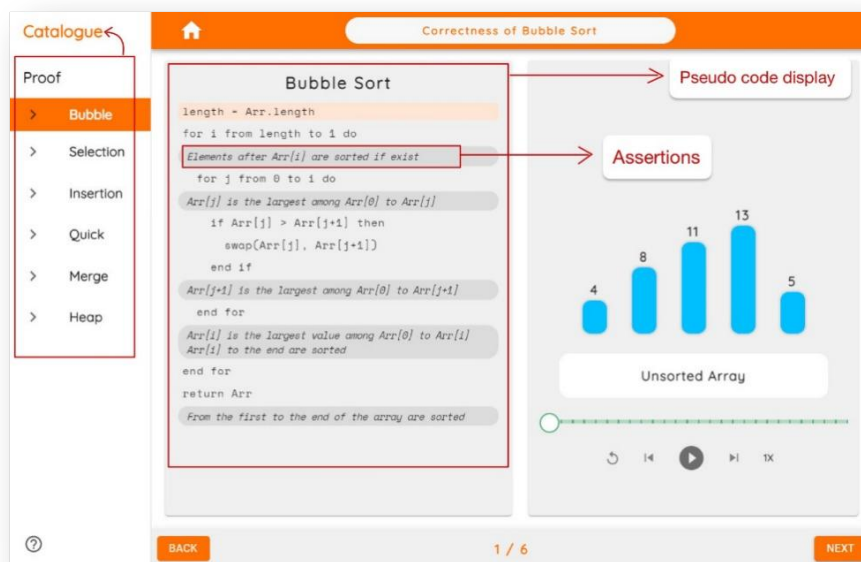 Catalogue
Proof
Bubble
Selection
Insertion
Quick
Merge
Heap
Correctness of Bubble Sort
Bubble Sort
length = Arr.length
for i from length to 1 do
Elements after Arr[i] are sorted if exist
for j from 0 to i do
Arr[j] is the largest among Arr[0] to Arr[j]
if Arr[j] > Arr[j+1] then
swap(Arr[j], Arr[j+1])
end if
Arr[j+1] is the largest among Arr[0] to Arr[j+1]
end for
Arr[i] is the largest value among Arr[0] to Arr[i]
Arr[i] to the end are sorted
end for
return Arr
From the first to the end of the array are sorted
Pseudo code display
Assertions
4
8
11
13
5
Unsorted Array
1X
BACK
1 / 6
NEXT